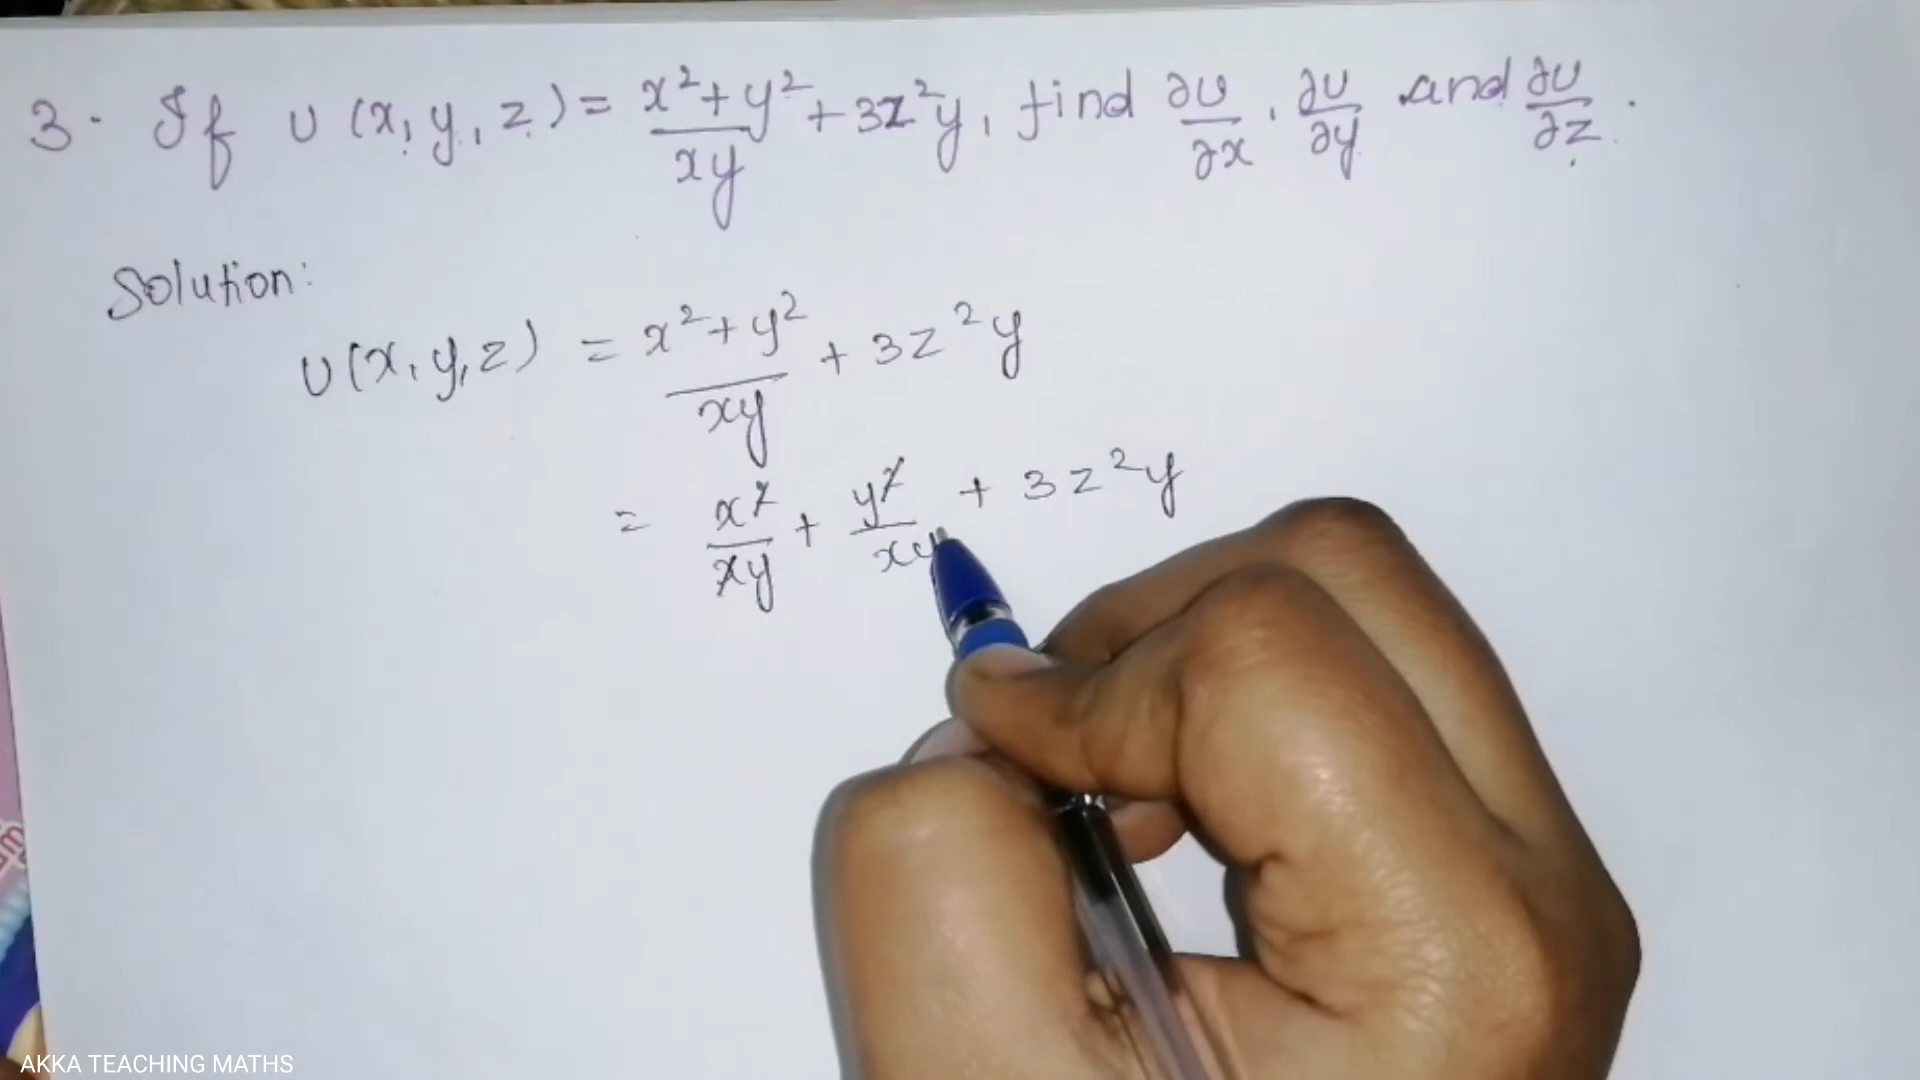 3. If U(x, y, z) = x²+y²/xy + 3z²y, find ∂U/∂x, ∂U/∂y and ∂U/∂z.
Solution:
U(x, y, z) = x²+y²/xy + 3z²y
= x²/xy + y²/xy + 3z²y
AKKA TEACHING MATHS